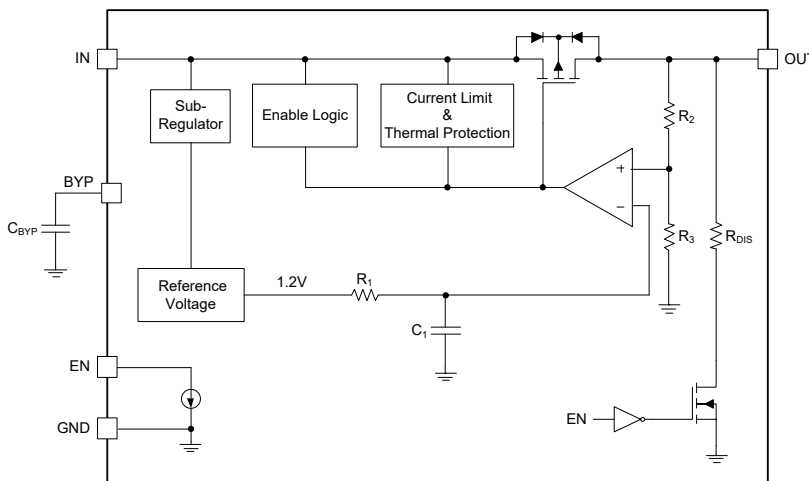 IN
OUT
Sub-
Regulator
Enable Logic
Current Limit
&
Thermal Protection
R2
+
−
BYP
CBYP
R3
RDIS
Reference
Voltage
1.2V
R1
C1
EN
GND
EN